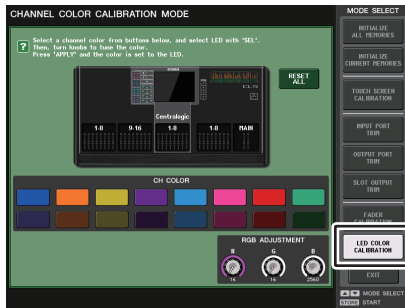 CHANNEL COLOR CALIBRATION MODE
? Select a channel color from buttons below, and select LED with 'SEL'.
Then, turn knobs to tune the color.
Press 'APPLY' and the color is set to the LED.
RESET
ALL
CL5
Centralogic
1-8 9-16 1-8 1-8 MAIN
CH COLOR
RGB ADJUSTMENT
R G B
16 16 2560
MODE SELECT
INITIALIZE
ALL MEMORIES
INITIALIZE
CURRENT MEMORIES
TOUCH SCREEN
CALIBRATION
INPUT PORT
TRIM
OUTPUT PORT
TRIM
SLOT OUTPUT
TRIM
FADER
CALIBRATION
LED COLOR
CALIBRATION
EXIT
MODE SELECT
STORE START